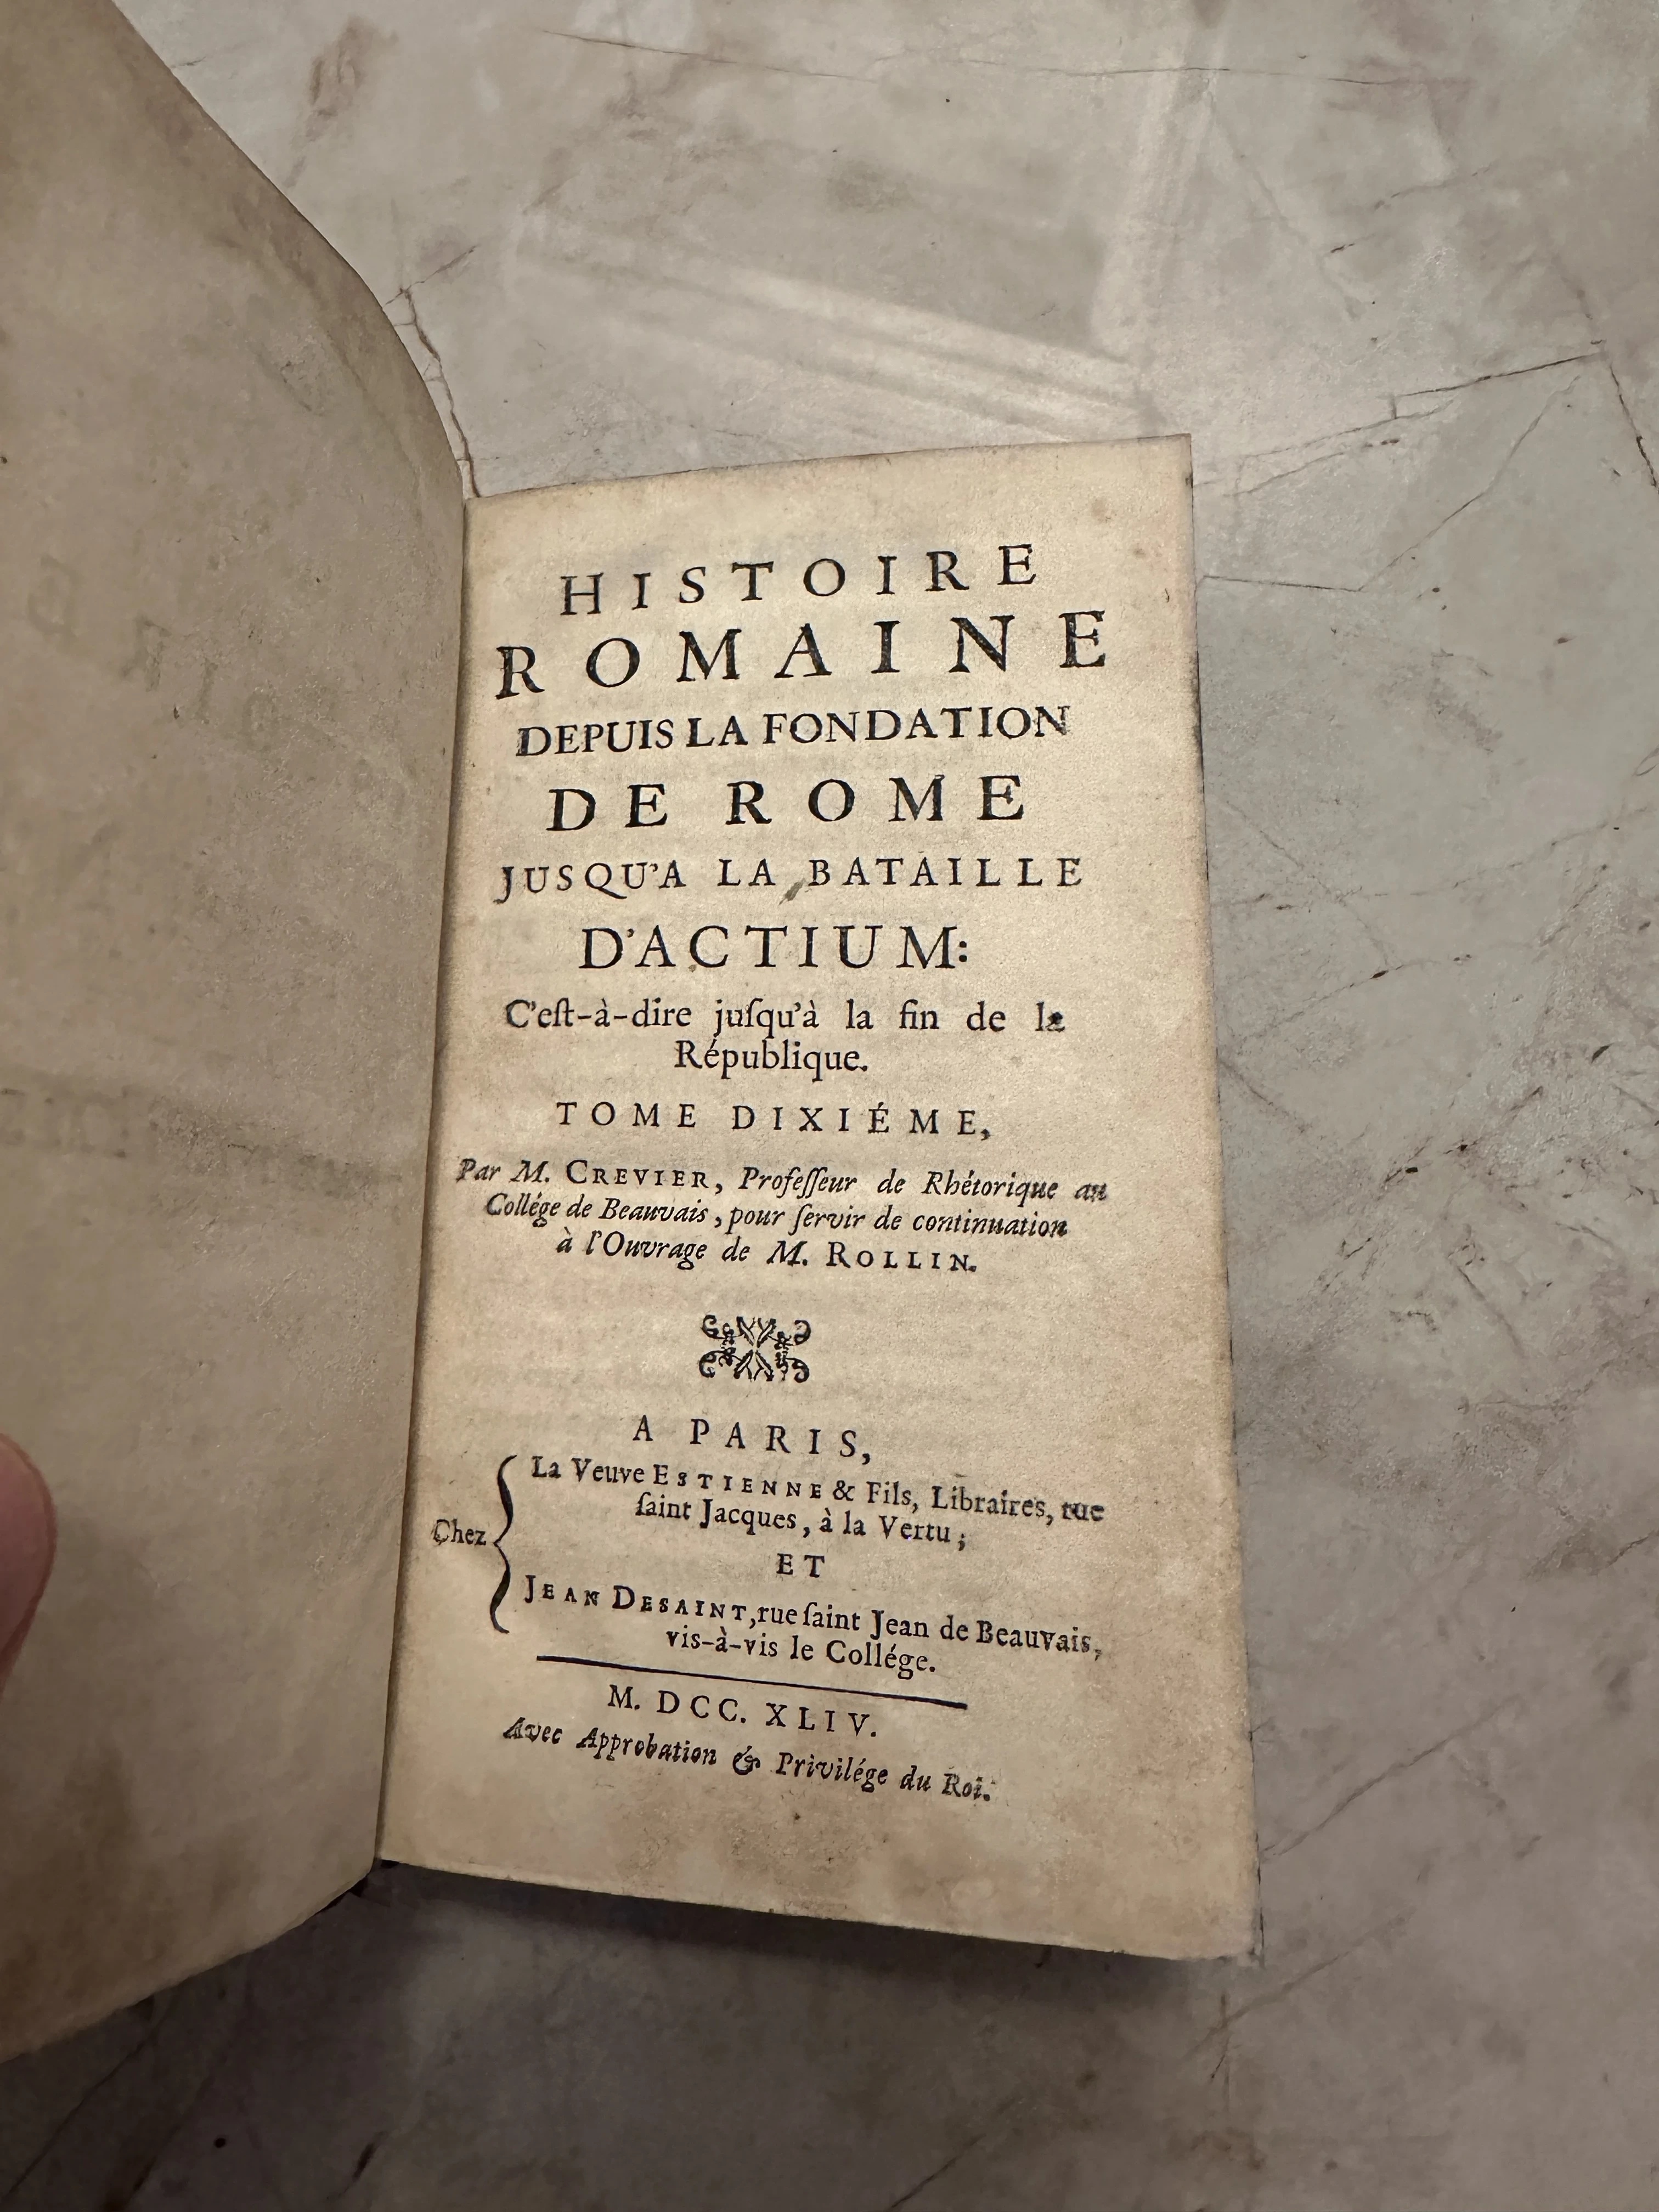 HISTOIRE
ROMAINE
DEPUIS LA FONDATION
DE ROME
JUSQU'A LA BATAILLE
D'ACTIUM:
C'eſt-à-dire juſqu'à la fin de la
République.
TOME DIXIÉME,
Par M. CREVIER, Profeſſeur de Rhétorique au
Collége de Beauvais, pour ſervir de continuation
à l'Ouvrage de M. ROLLIN.
A PARIS,
La Veuve ESTIENNE & Fils, Libraires, rue
ſaint Jacques, à la Vertu;
Chez
ET
JEAN DESAINT, rue ſaint Jean de Beauvais,
vis-à-vis le Collége.
M. DCC. XLIV.
Avec Approbation & Privilége du Roi.